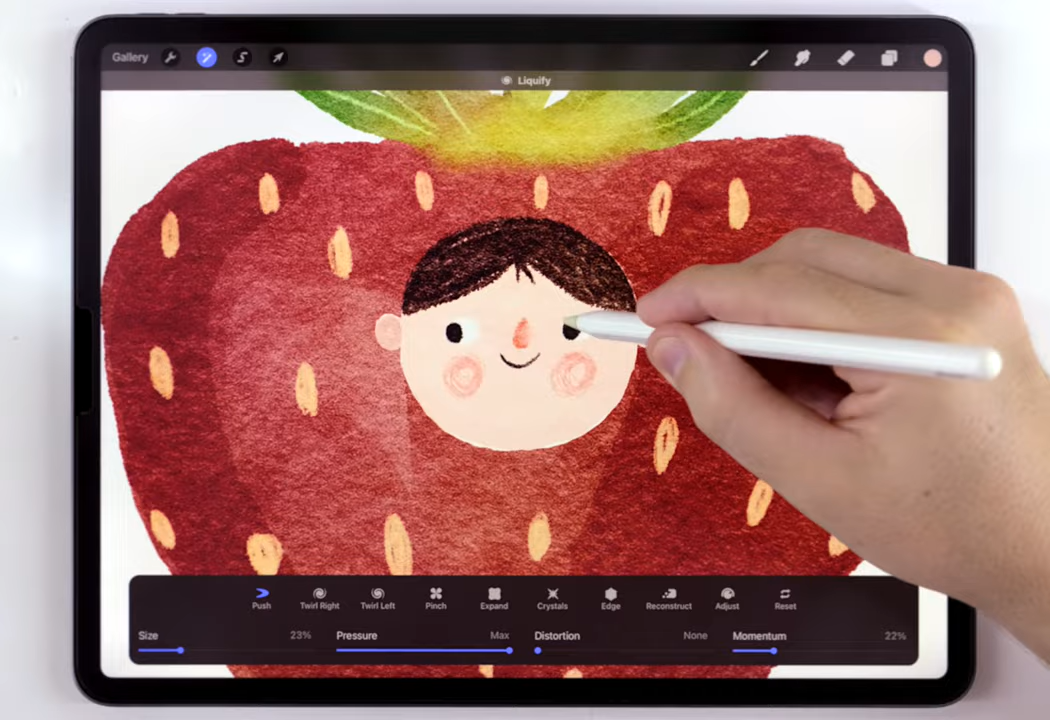 Gallery
Liquify
Push Twirl Right Twirl Left Pinch Expand Crystals Edge Reconstruct Adjust Reset
Size 23% Pressure Max Distortion None Momentum 22%